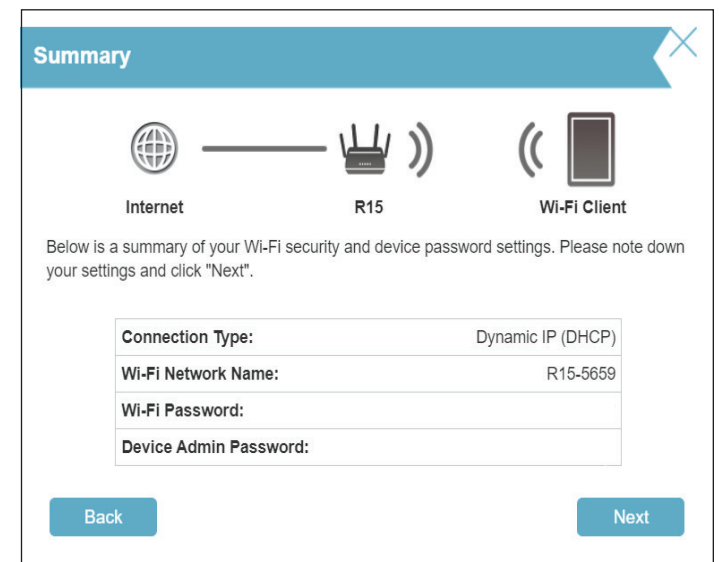 Summary
Internet R15 Wi-Fi Client
Below is a summary of your Wi-Fi security and device password settings. Please note down
your settings and click "Next".
Connection Type: Dynamic IP (DHCP)
Wi-Fi Network Name: R15-5659
Wi-Fi Password:
Device Admin Password:
Back Next